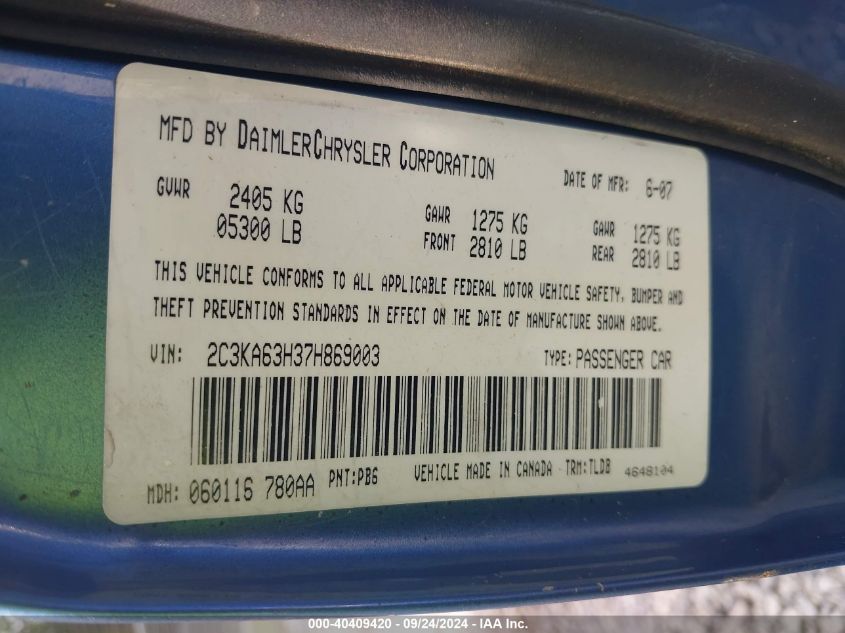 MFD BY DAIMLERCHRYSLER CORPORATION
DATE OF MFR: 6-07
GVWR 2405 KG
05300 LB
GAWR FRONT 1275 KG
2810 LB
GAWR REAR 1275 KG
2810 LB
THIS VEHICLE CONFORMS TO ALL APPLICABLE FEDERAL MOTOR VEHICLE SAFETY, BUMPER AND
THEFT PREVENTION STANDARDS IN EFFECT ON THE DATE OF MANUFACTURE SHOWN ABOVE.
VIN: 2C3KA63H37H869003 TYPE: PASSENGER CAR
MDH: 060116 780AA PNT:PB6 VEHICLE MADE IN CANADA TRM:TLDB 4648104
000-40409420 - 09/24/2024 - IAA Inc.